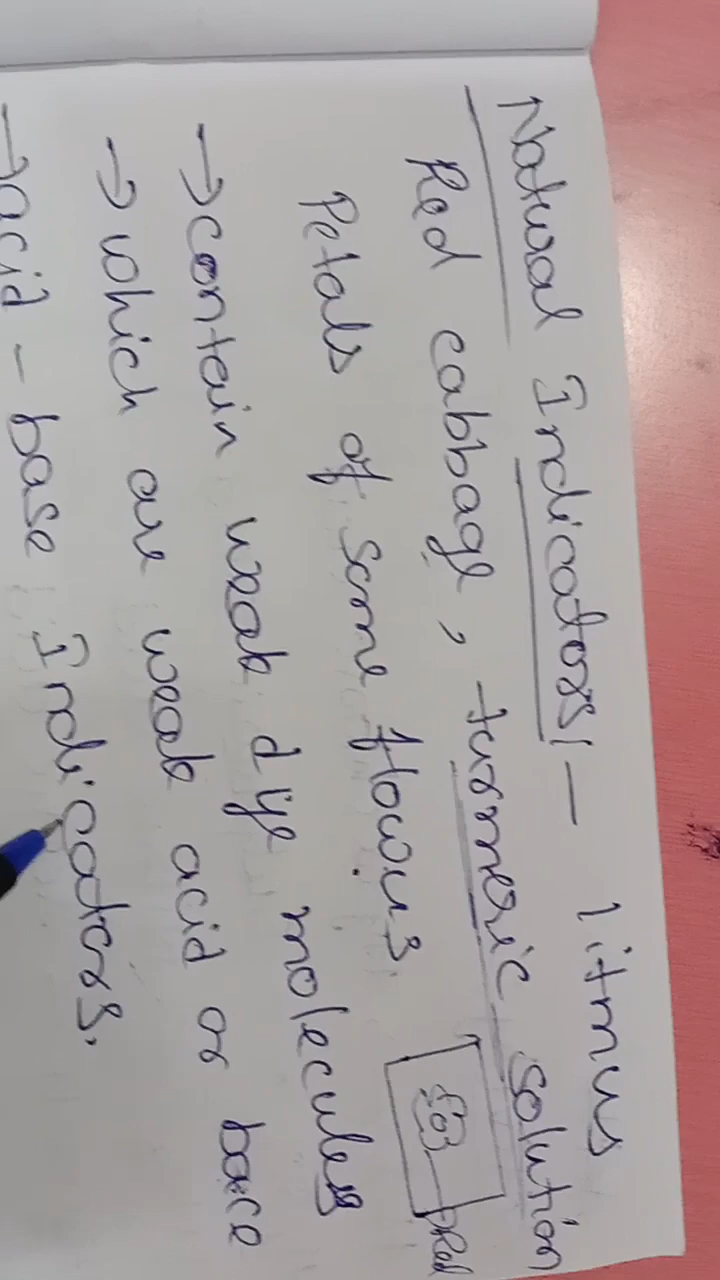 Natural Indicators! - litmus
Red cabbage, turmeric solution
Petals of some flowers.
Red
→ contain weak dye molecules
→ which are weak acid or base
→ acid - base Indicators.